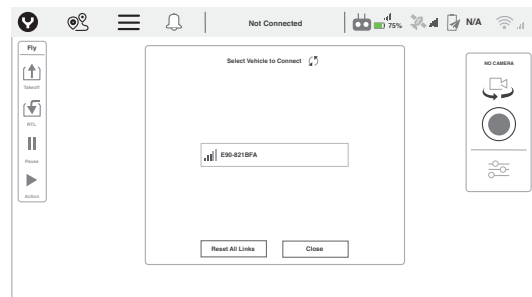 Not Connected
75%
N/A
Fly
Takeoff
RTL
Pause
Action
Select Vehicle to Connect
E90-821BFA
Reset All Links
Close
NO CAMERA